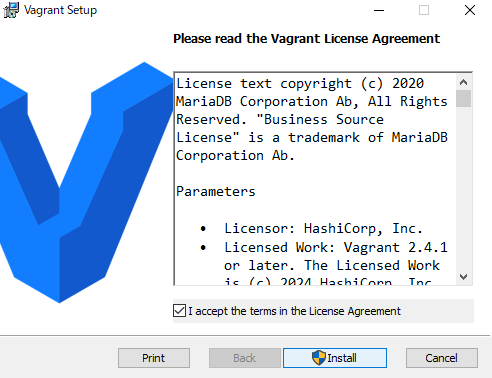 Vagrant Setup
Please read the Vagrant License Agreement
License text copyright (c) 2020
MariaDB Corporation Ab, All Rights
Reserved. "Business Source
License" is a trademark of MariaDB
Corporation Ab.
Parameters
• Licensor: HashiCorp, Inc.
• Licensed Work: Vagrant 2.4.1
or later. The Licensed Work
is (c) 2024 HashiCorp, Inc.
I accept the terms in the License Agreement
Print
Back
Install
Cancel